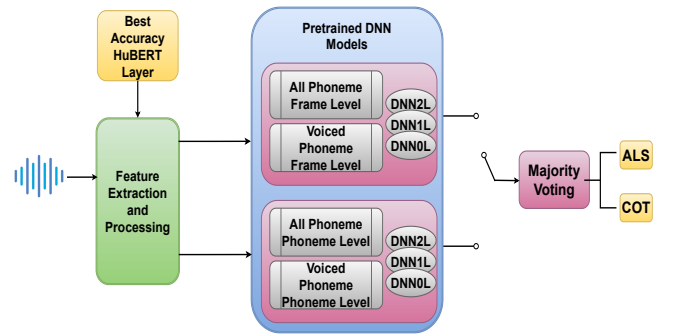 Best
Accuracy
HuBERT
Layer
Feature
Extraction
and
Processing
Pretrained DNN
Models
All Phoneme
Frame Level
Voiced
Phoneme
Frame Level
DNN2L
DNN1L
DNN0L
All Phoneme
Phoneme Level
Voiced
Phoneme
Phoneme Level
DNN2L
DNN1L
DNN0L
Majority
Voting
ALS
COT